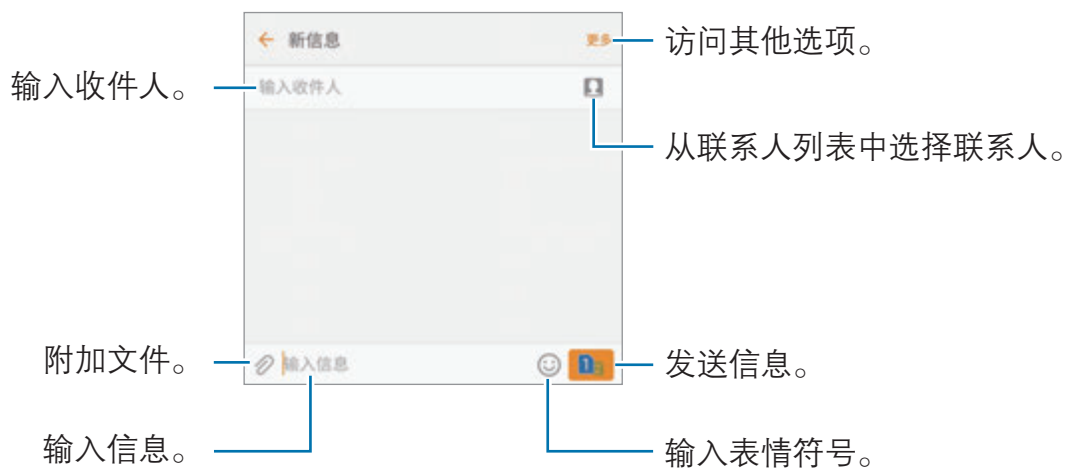 新信息
更多
访问其他选项。
输入收件人。
输入收件人
从联系人列表中选择联系人。
附加文件。
输入信息
1
发送信息。
输入信息。
输入表情符号。